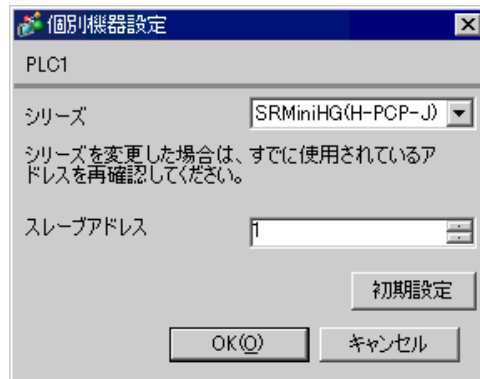 個別機器設定
PLC1
シリーズ
SRMiniHG(H-PCP-J)
シリーズを変更した場合は、すでに使用されているア
ドレスを再確認してください。
スレーブアドレス
1
初期設定
OK(O)
キャンセル